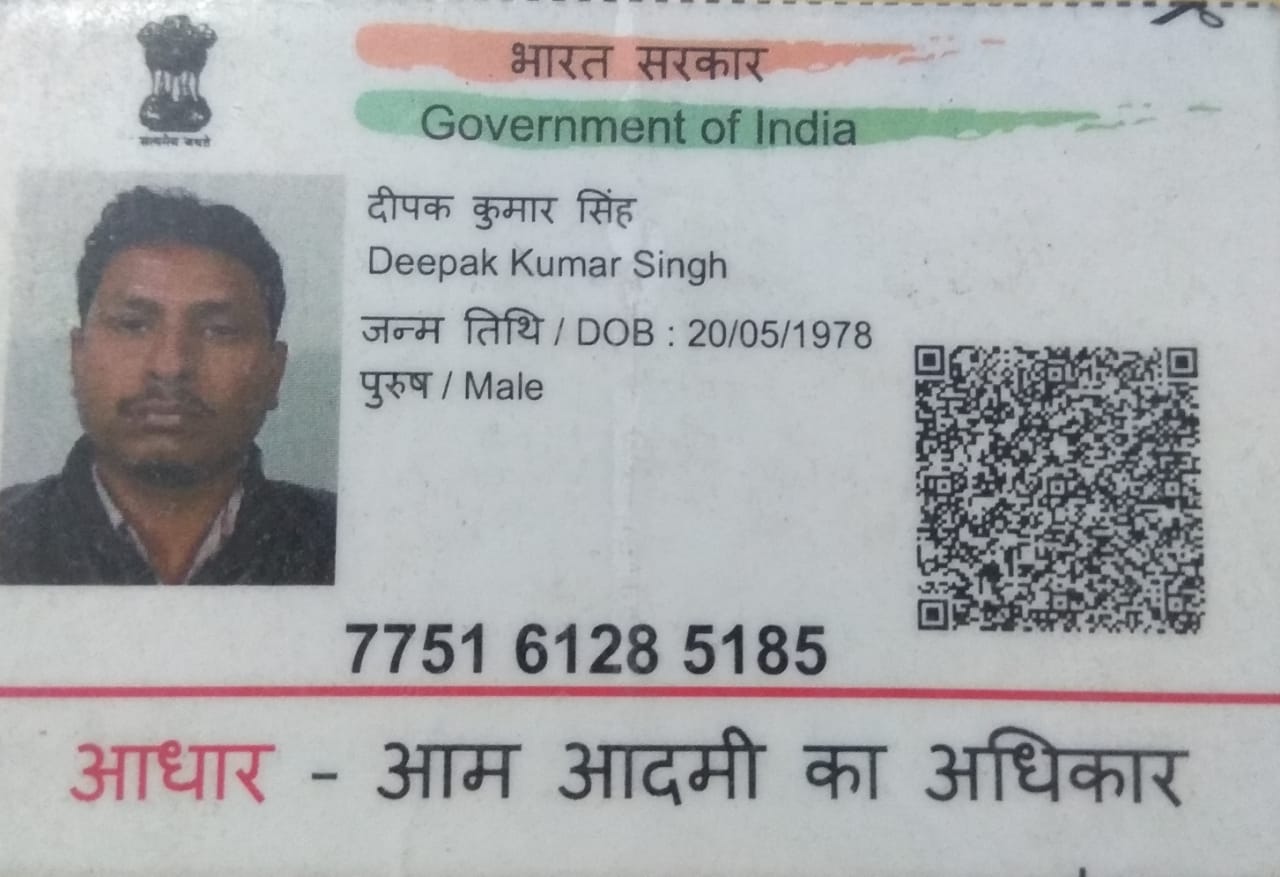 भारत सरकार
Government of India
सत्यमेव जयते
दीपक कुमार सिंह
Deepak Kumar Singh
जन्म तिथि / DOB : 20/05/1978
पुरुष / Male
7751 6128 5185
आधार - आम आदमी का अधिकार